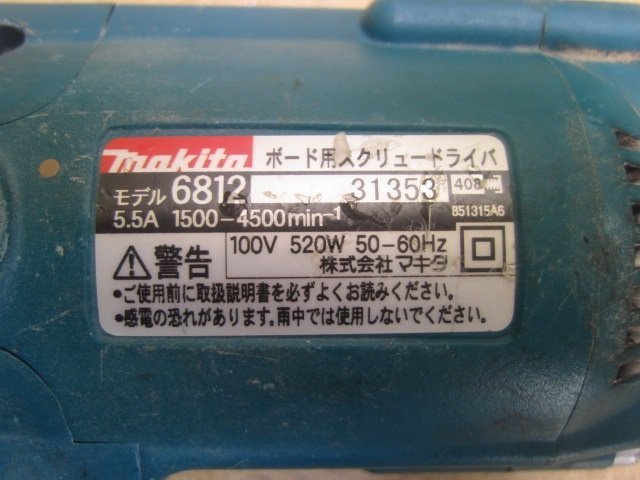 makita ボード用スクリュードライバ
モデル 6812 31353 408
5.5A 1500-4500min-1 851315A6
100V 520W 50-60Hz
株式会社 マキタ
⚠警告
•ご使用前に取扱説明書を必ずよくお読みください。
•感電の恐れがあります。雨中では使用しないでください。